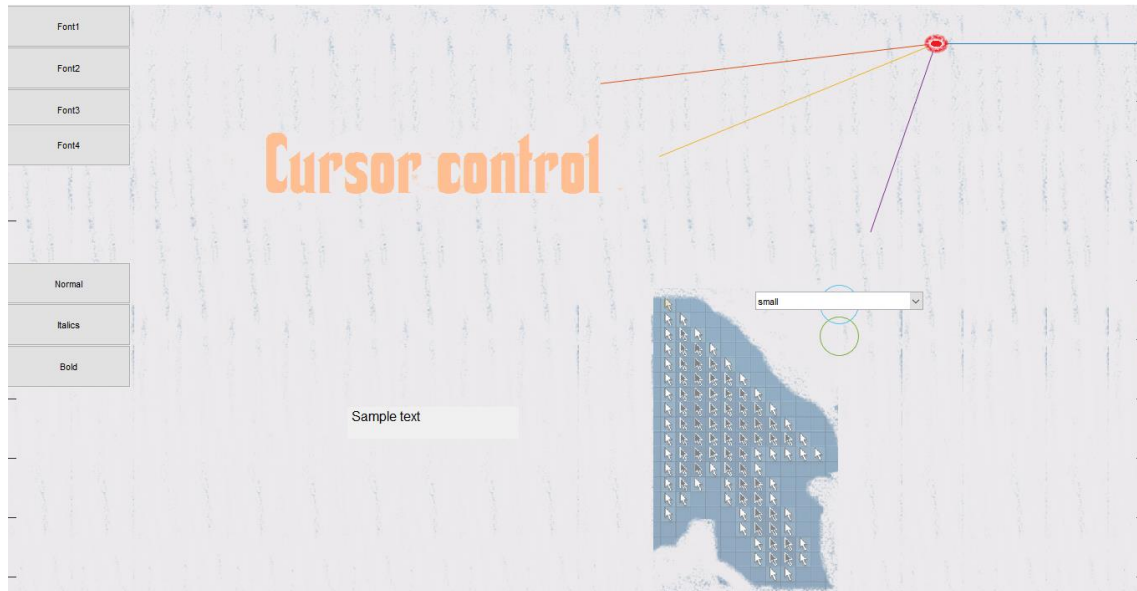 Font1
Font2
Font3
Font4
Cursor control
Normal
Italics
Bold
small
Sample text